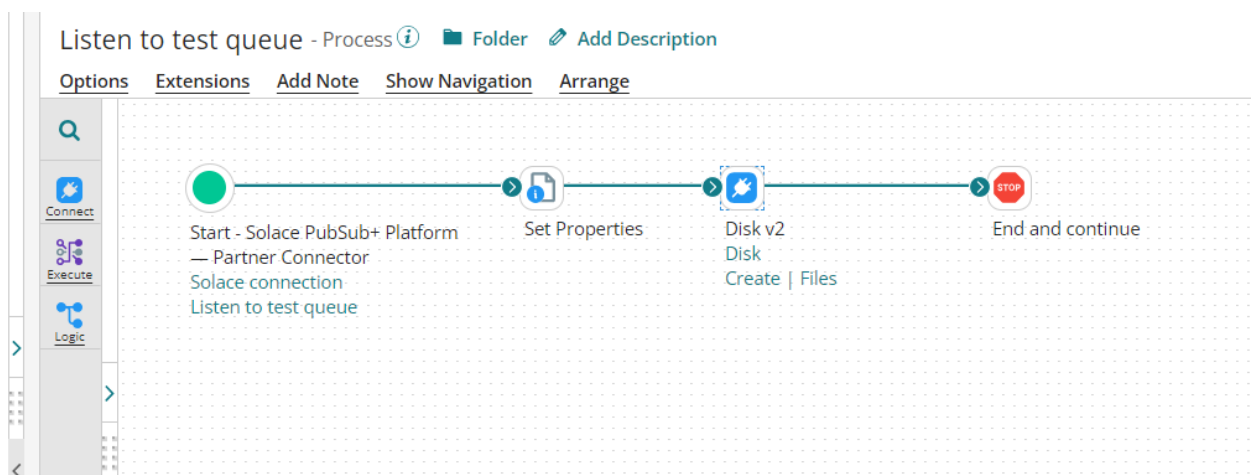 Listen to test queue - Process i Folder Add Description
Options Extensions Add Note Show Navigation Arrange
Connect
Execute
Logic
Start - Solace PubSub+ Platform
— Partner Connector
Solace connection
Listen to test queue
Set Properties
Disk v2
Disk
Create | Files
STOP
End and continue